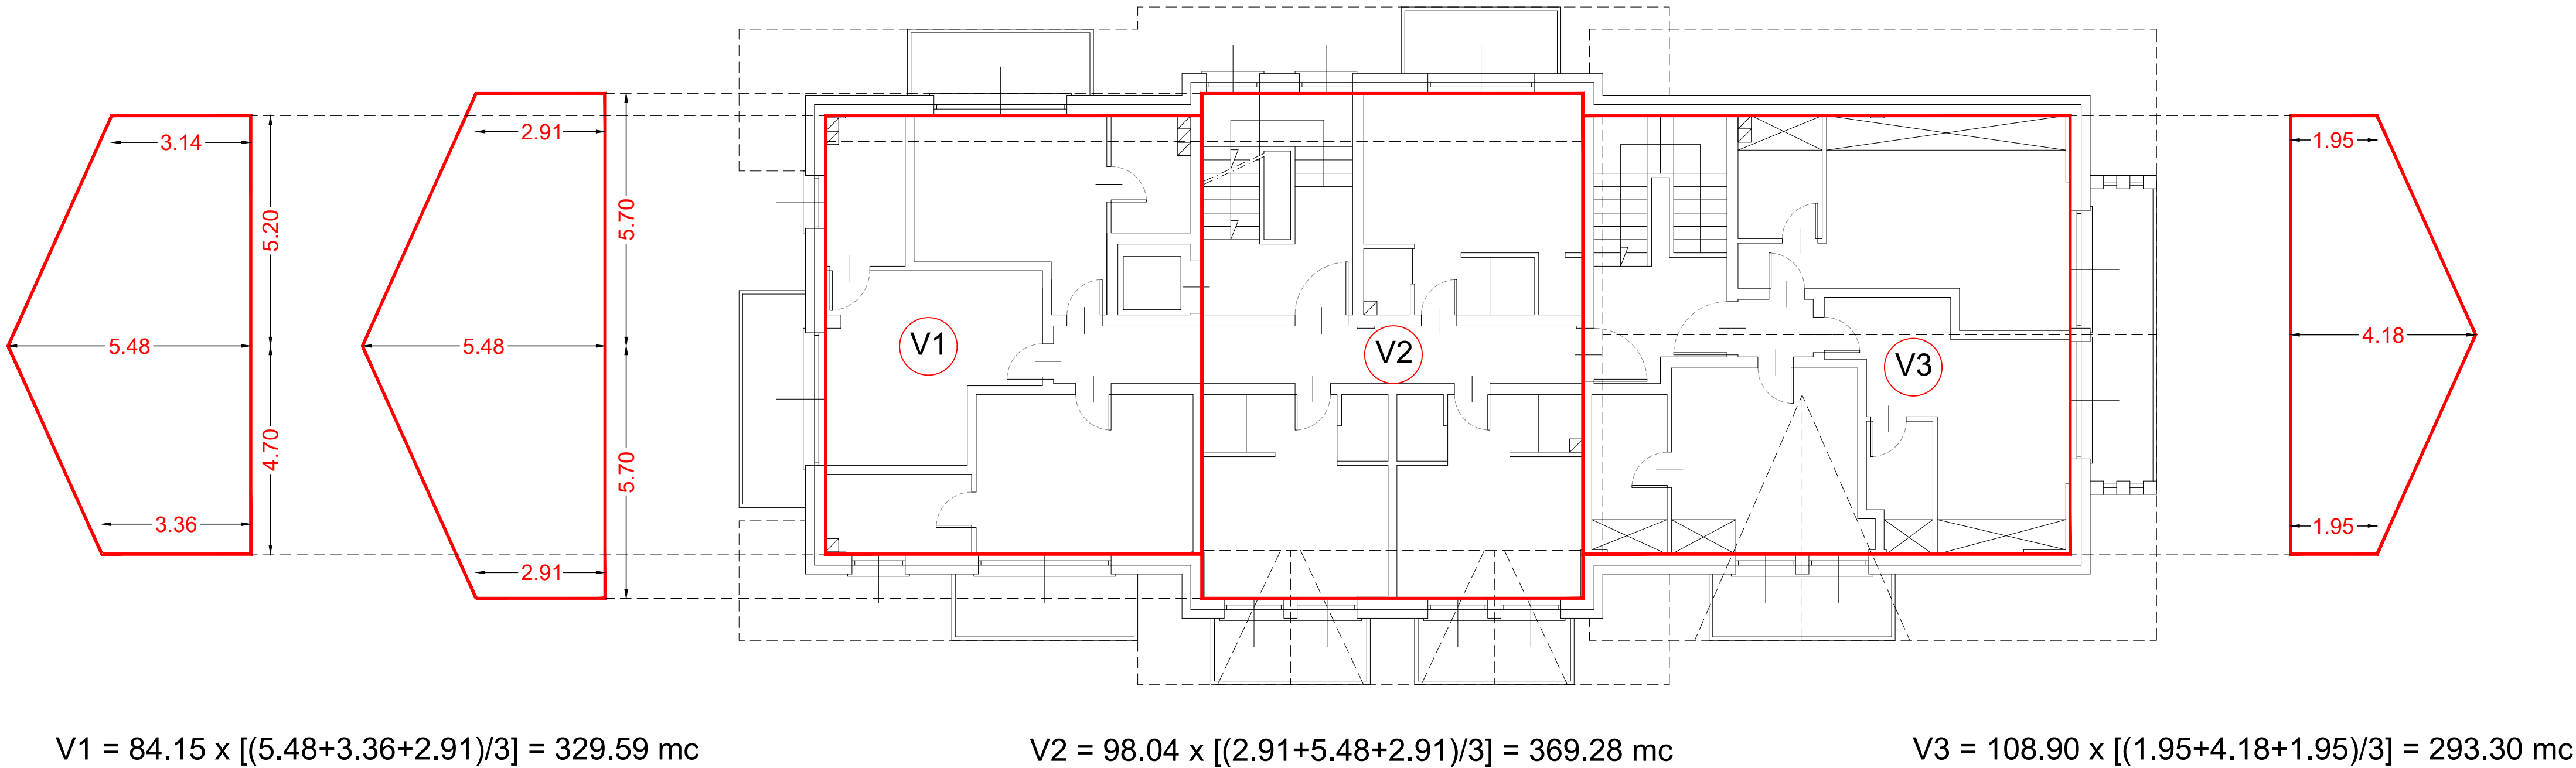 3.14
5.20
5.48
4.70
3.36
2.91
5.70
5.48
5.70
2.91
V1
V2
V3
1.95
4.18
1.95
V1 = 84.15 x [(5.48+3.36+2.91)/3] = 329.59 mc
V2 = 98.04 x [(2.91+5.48+2.91)/3] = 369.28 mc
V3 = 108.90 x [(1.95+4.18+1.95)/3] = 293.30 mc